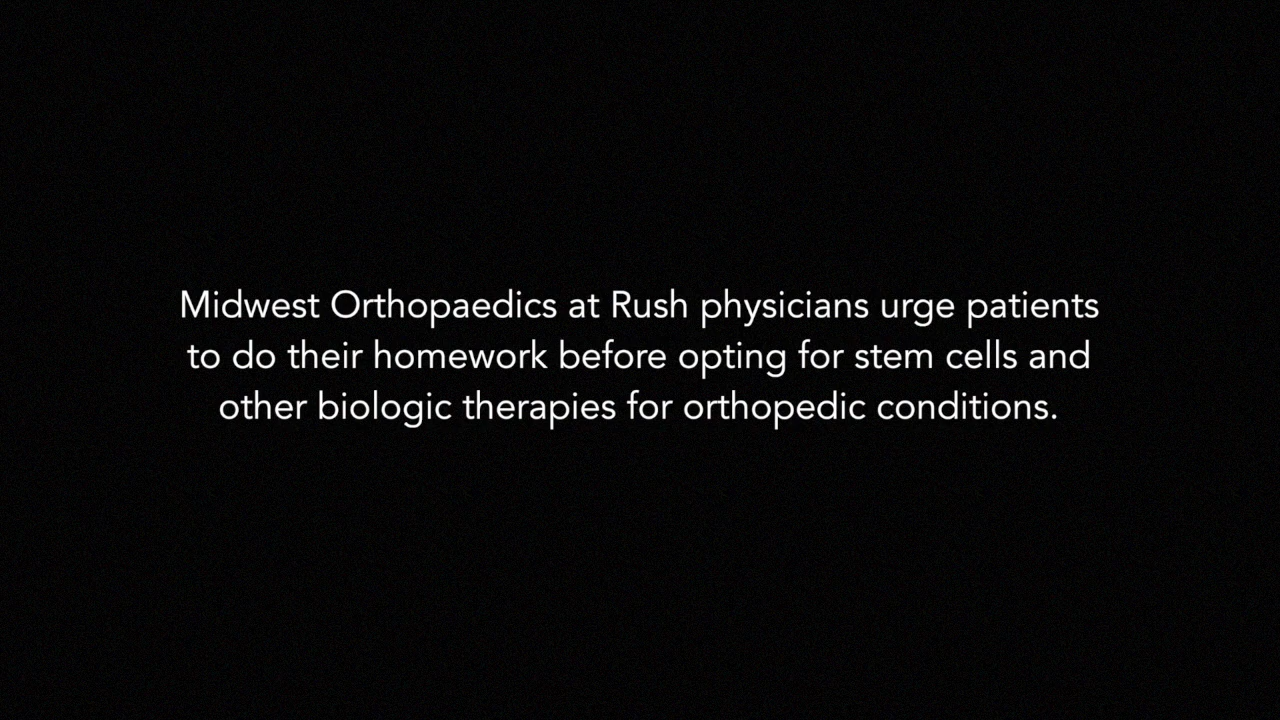 Midwest Orthopaedics at Rush physicians urge patients
to do their homework before opting for stem cells and
other biologic therapies for orthopedic conditions.